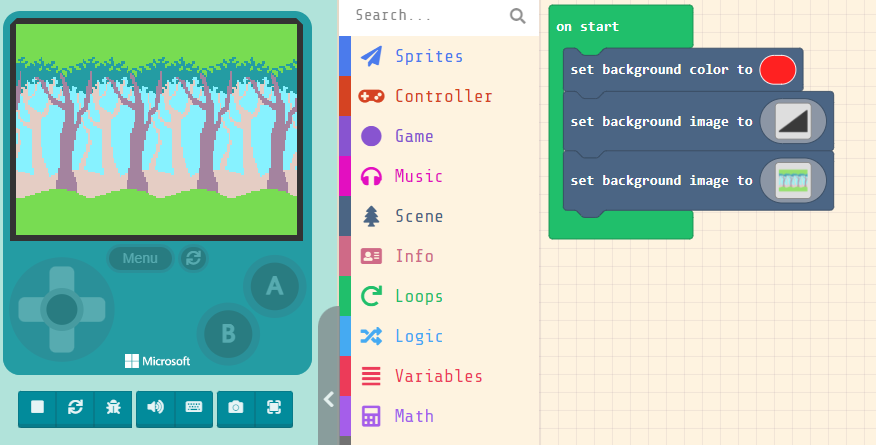 Menu
A
B
Microsoft
Search...
Sprites
Controller
Game
Music
Scene
Info
Loops
Logic
Variables
Math
on start
set background color to
set background image to
set background image to